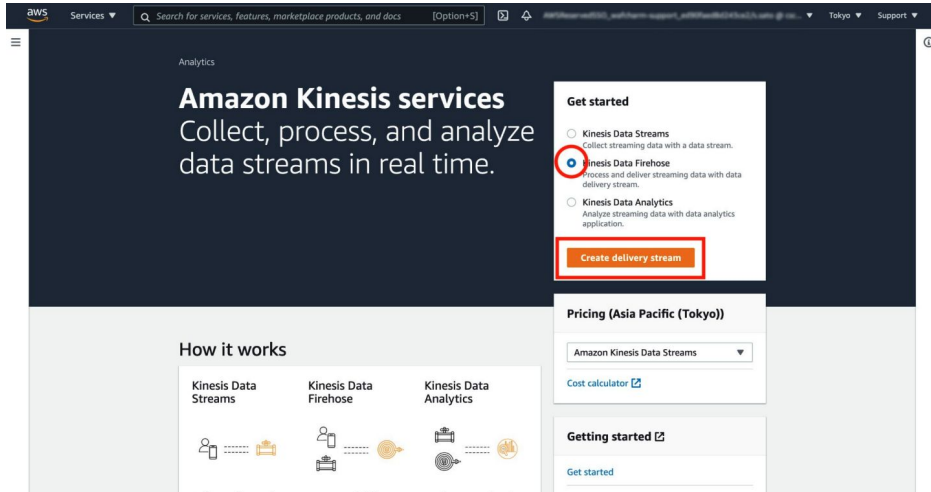 aws
Services ▼
Search for services, features, marketplace products, and docs
[Option+S]
Tokyo ▼
Support ▼
Analytics
Amazon Kinesis services
Collect, process, and analyze
data streams in real time.
Get started
Kinesis Data Streams
Collect streaming data with a data stream.
Kinesis Data Firehose
Process and deliver streaming data with data
delivery stream.
Kinesis Data Analytics
Analyze streaming data with data analytics
application.
Create delivery stream
Pricing (Asia Pacific (Tokyo))
Amazon Kinesis Data Streams ▼
Cost calculator
How it works
Kinesis Data
Streams
Kinesis Data
Firehose
Kinesis Data
Analytics
Getting started
Get started